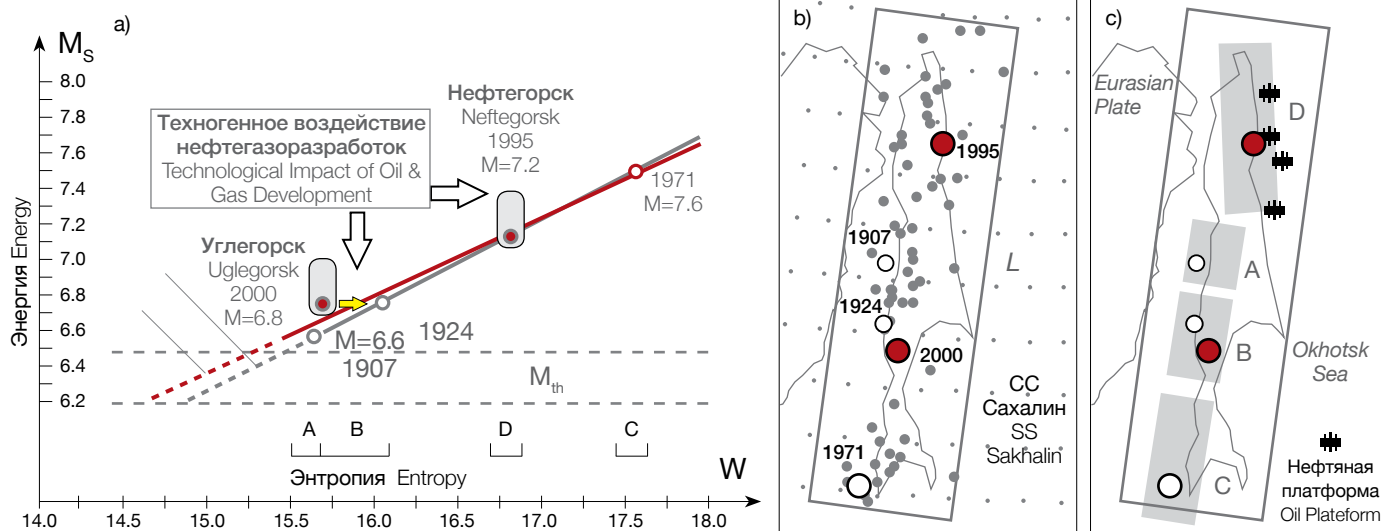 a)
M_S
8.0
7.8
7.6
7.4
7.2
7.0
6.8
6.6
6.4
6.2
Энергия Energy
Техногенное воздействие
нефтегазоразработок
Technological Impact of Oil &
Gas Development
Нефтегорск
Neftegorsk
1995
M=7.2
1971
M=7.6
Углегорск
Uglegorsk
2000
M=6.8
M=6.6
1907
1924
M_th
A
B
D
C
Энтропия Entropy
W
14.0
14.5
15.0
15.5
16.0
16.5
17.0
17.5
18.0
b)
1995
1907
L
1924
2000
1971
СС
Сахалин
SS
Sakhalin
c)
Eurasian
Plate
D
A
B
Okhotsk
Sea
C
Нефтяная
платформа
Oil Plateform